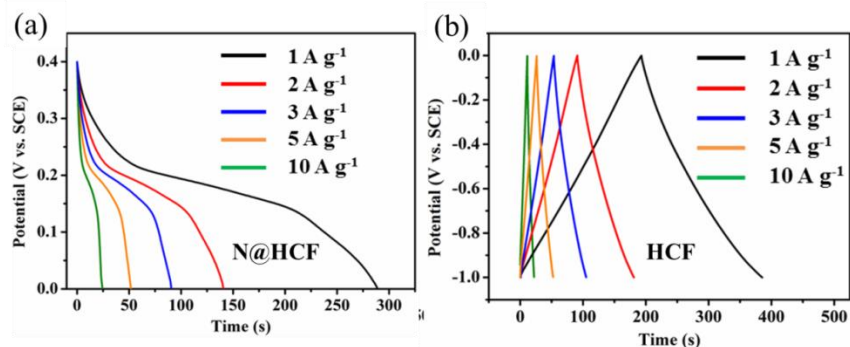 (a)
Potential (V vs. SCE)
0.4
0.3
0.2
0.1
0.0
1 A g-1
2 A g-1
3 A g-1
5 A g-1
10 A g-1
N@HCF
0 50 100 150 200 250 300
Time (s)
(b)
Potential (V vs. SCE)
0.0
-0.2
-0.4
-0.6
-0.8
-1.0
1 A g-1
2 A g-1
3 A g-1
5 A g-1
10 A g-1
HCF
0 100 200 300 400 500
Time (s)